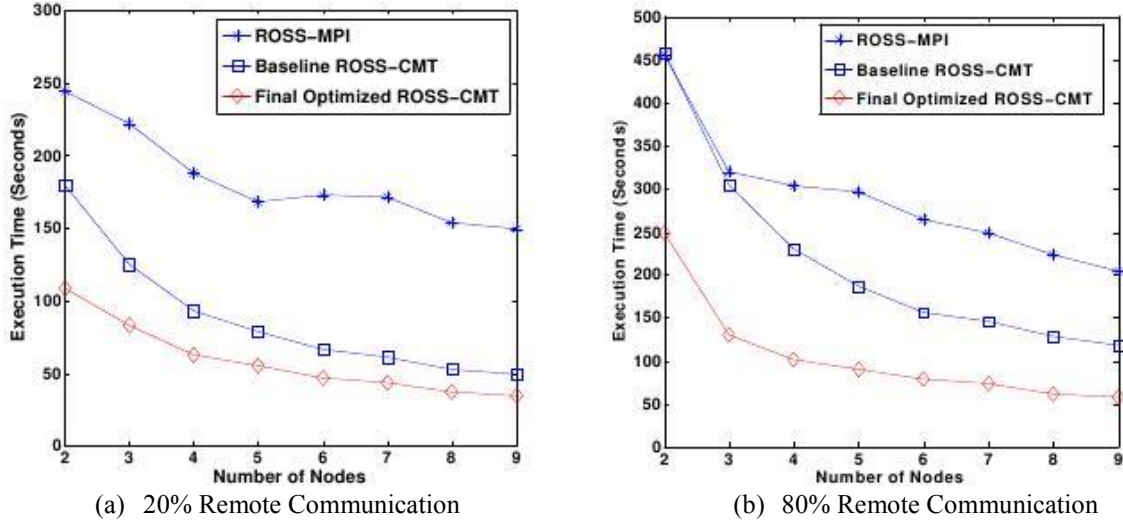 300
250
200
150
100
50
0
Execution Time (Seconds)
ROSS-MPI
Baseline ROSS-CMT
Final Optimized ROSS-CMT
2 3 4 5 6 7 8 9
Number of Nodes
(a) 20% Remote Communication
500
450
400
350
300
250
200
150
100
50
0
Execution Time (Seconds)
ROSS-MPI
Baseline ROSS-CMT
Final Optimized ROSS-CMT
2 3 4 5 6 7 8 9
Number of Nodes
(b) 80% Remote Communication